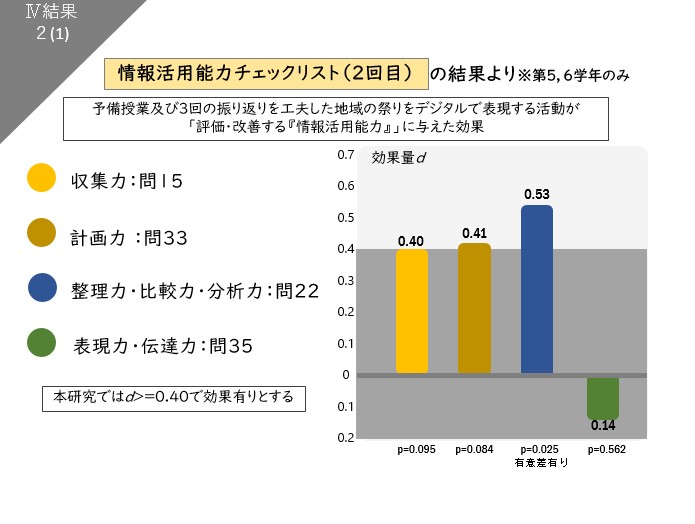 Ⅳ結果
2(1)
情報活用能力チェックリスト(2回目) の結果より※第5,6学年のみ
予備授業及び3回の振り返りを工夫した地域の祭りをデジタルで表現する活動が
「評価・改善する『情報活用能力』」に与えた効果
収集力:問15
計画力 :問33
整理力・比較力・分析力:問22
表現力・伝達力:問35
本研究ではd>=0.40で効果有りとする
効果量d
0.7
0.6
0.5
0.4
0.3
0.2
0.1
0
0.1
0.2
0.40
0.41
0.53
0.14
p=0.095
p=0.084
p=0.025
有意差有り
p=0.562